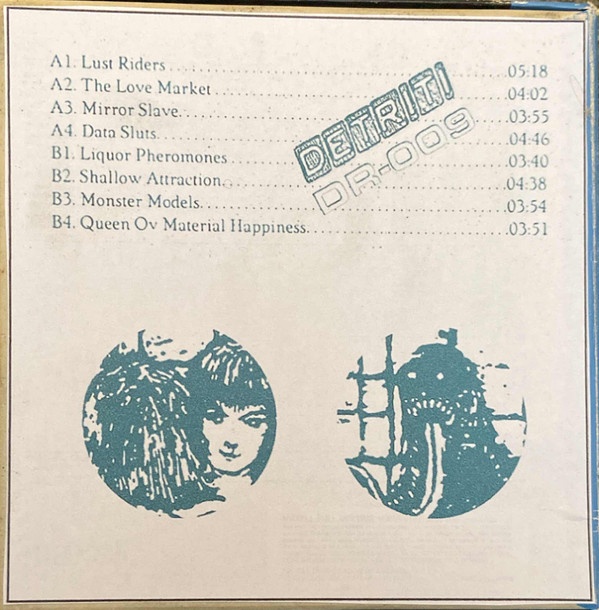 A1. Lust Riders 05:18
A2. The Love Market 04:02
A3. Mirror Slave 03:55
A4. Data Sluts 04:46
B1. Liquor Pheromones 03:40
B2. Shallow Attraction 04:38
B3. Monster Models 03:54
B4. Queen Ov Material Happiness 03:51
DETRITI
DR-009